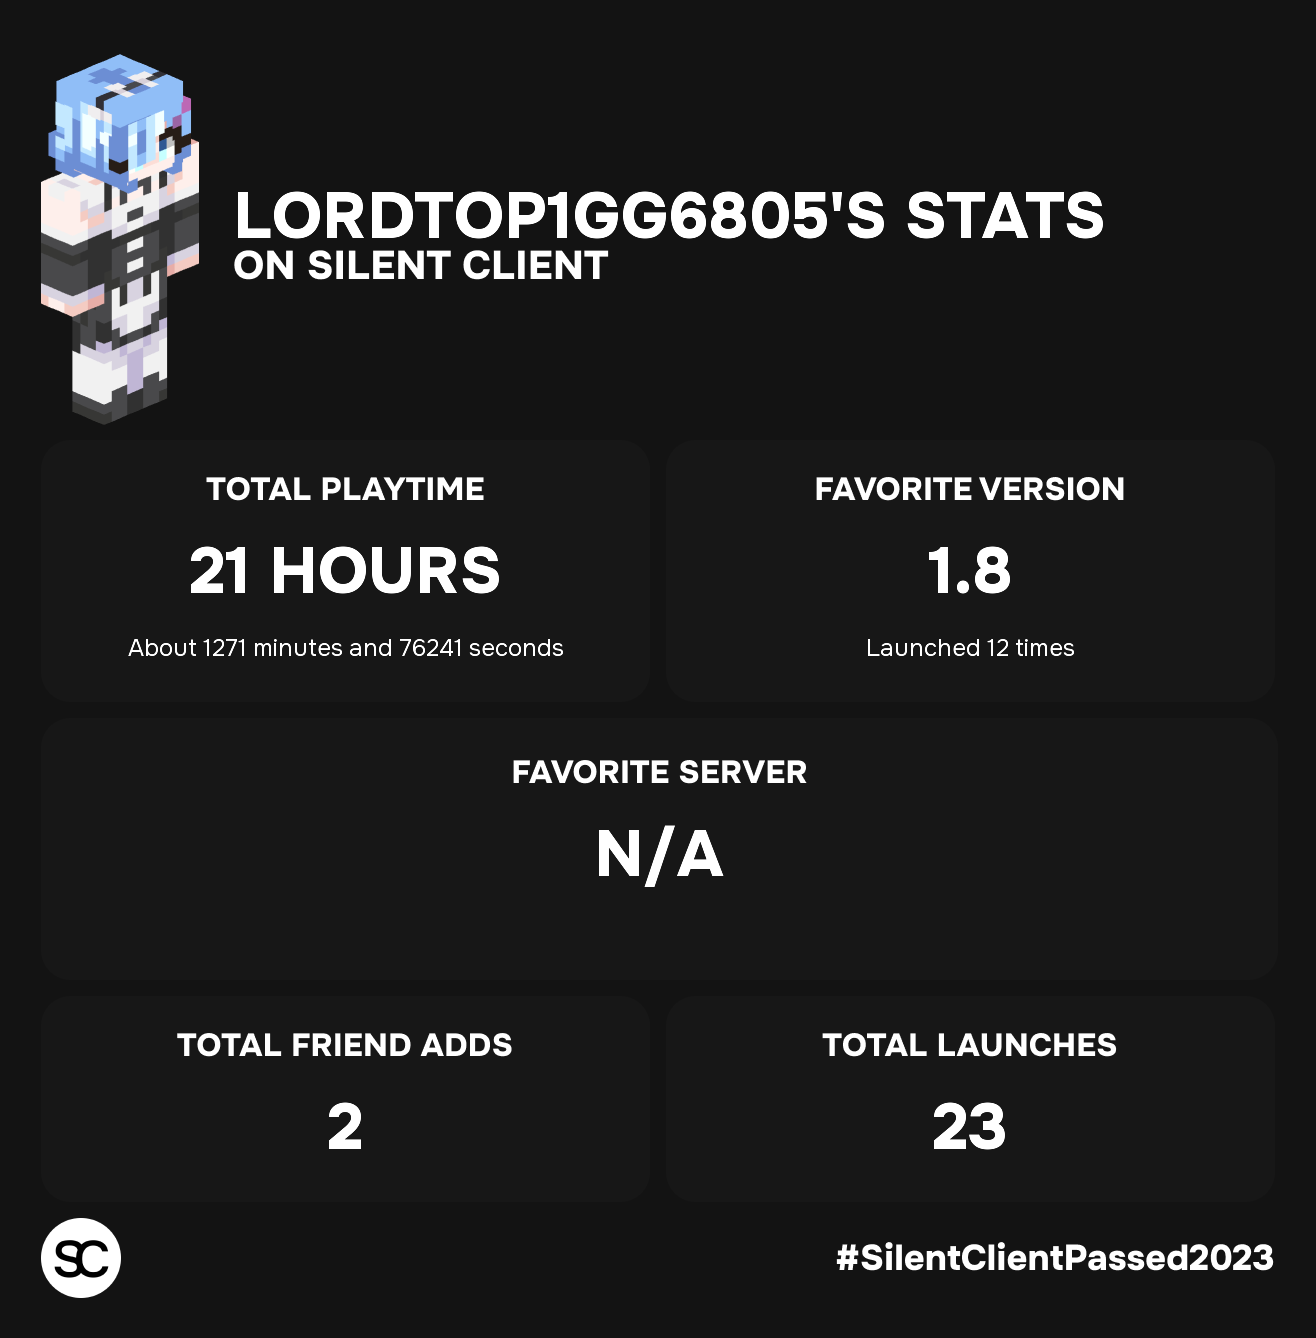 LORDTOP1GG6805'S STATS
ON SILENT CLIENT
TOTAL PLAYTIME
21 HOURS
About 1271 minutes and 76241 seconds
FAVORITE VERSION
1.8
Launched 12 times
FAVORITE SERVER
N/A
TOTAL FRIEND ADDS
2
TOTAL LAUNCHES
23
SC
#SilentClientPassed2023